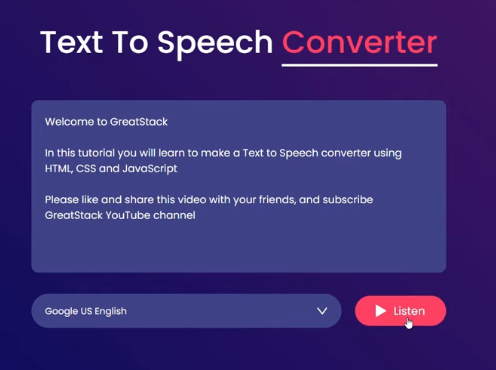 Text To Speech Converter
Welcome to GreatStack
In this tutorial you will learn to make a Text to Speech converter using
HTML, CSS and JavaScript
Please like and share this video with your friends, and subscribe
GreatStack YouTube channel
Google US English
Listen